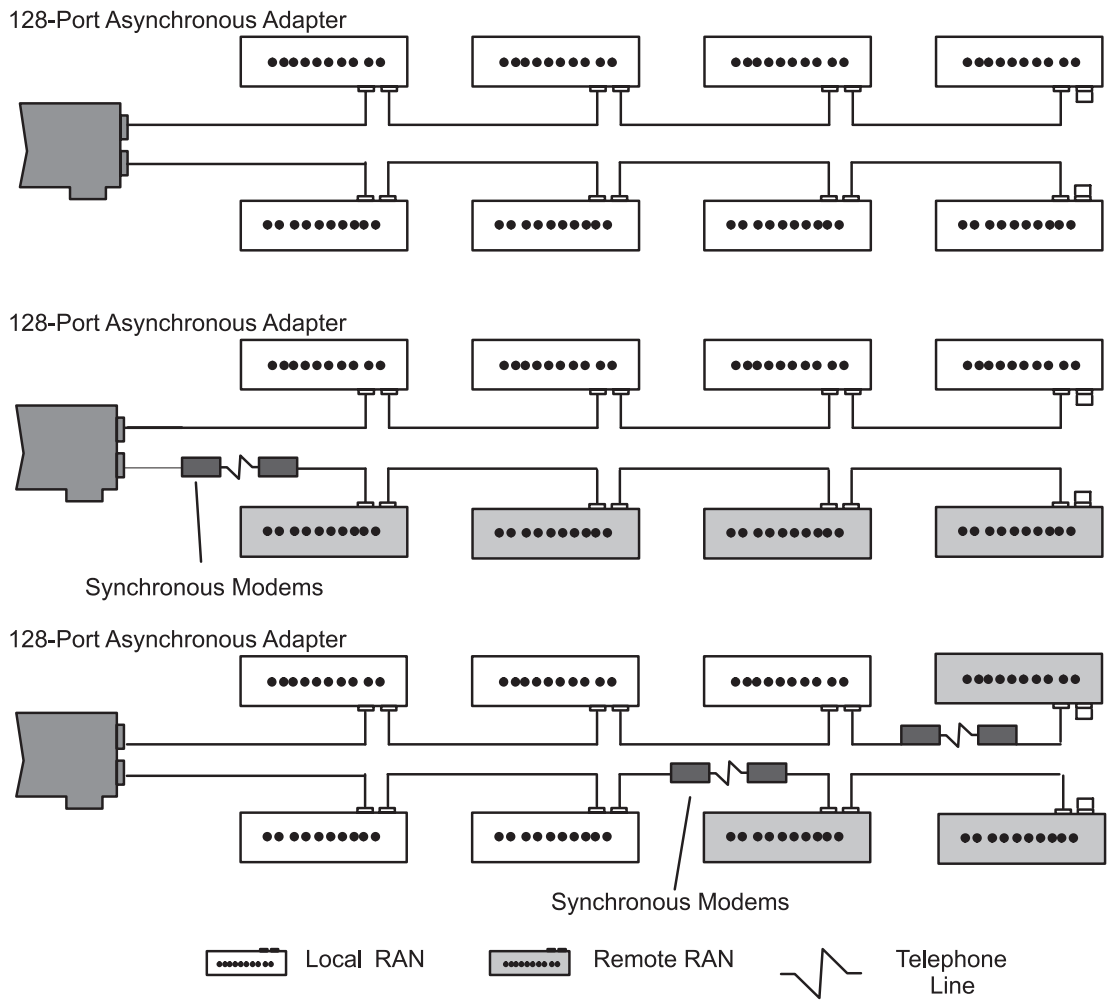 128-Port Asynchronous Adapter
128-Port Asynchronous Adapter
Synchronous Modems
128-Port Asynchronous Adapter
Synchronous Modems
Local RAN
Remote RAN
Telephone
Line